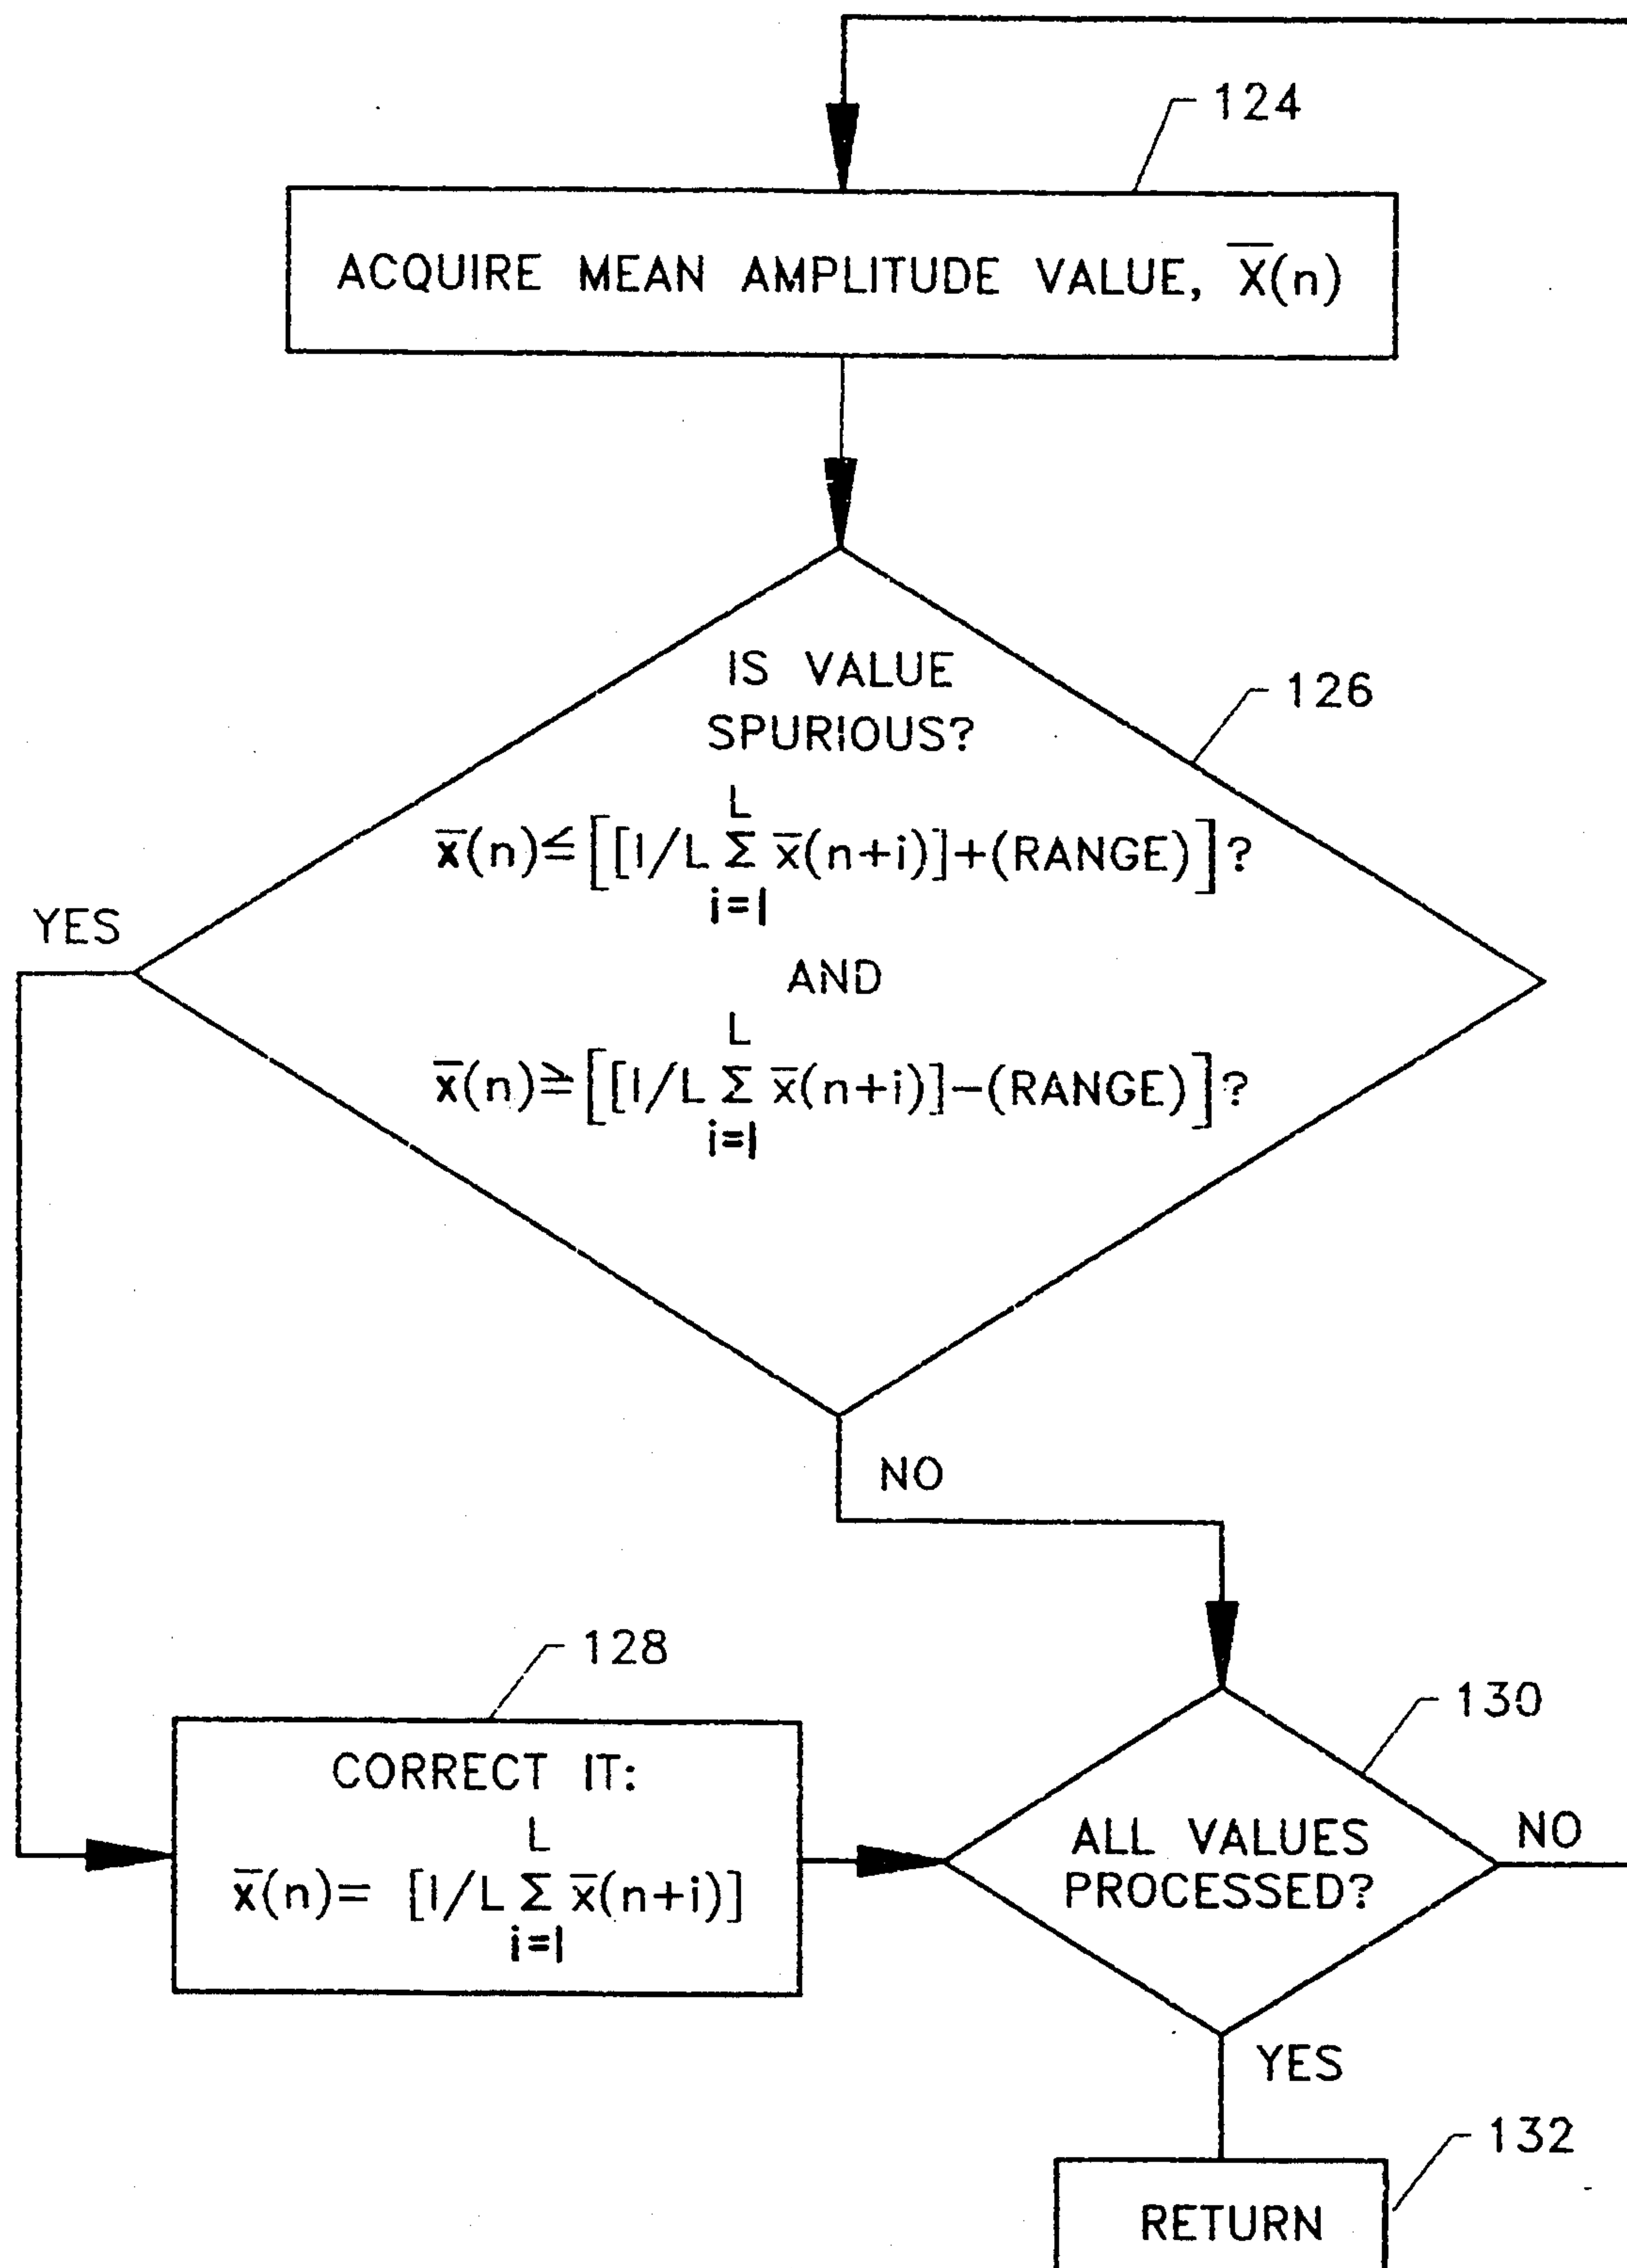 124
ACQUIRE MEAN AMPLITUDE VALUE, X̅(n)
IS VALUE
SPURIOUS?
126
L
x̅(n)≦[[1/L Σ x̅(n+i)]+(RANGE)]?
i=1
YES
AND
L
x̅(n)≧[[1/L Σ x̅(n+i)]−(RANGE)]?
i=1
NO
128
130
CORRECT IT:
L
x̅(n)= [1/L Σ x̅(n+i)]
i=1
ALL VALUES
PROCESSED?
NO
YES
132
RETURN